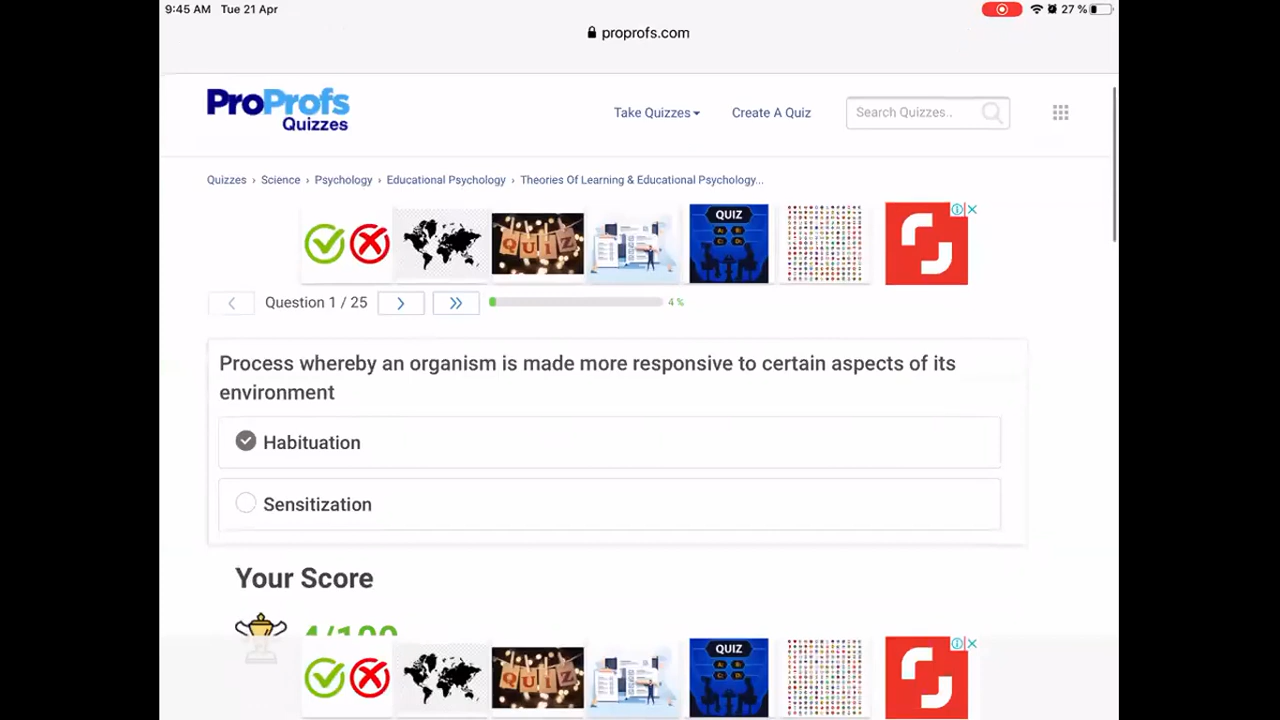 9:45 AM Tue 21 Apr 27 %
proprofs.com
ProProfs
Quizzes
Take Quizzes
Create A Quiz
Search Quizzes..
Quizzes › Science › Psychology › Educational Psychology › Theories Of Learning & Educational Psychology...
QUIZ
QUIZ
Question 1 / 25
4 %
Process whereby an organism is made more responsive to certain aspects of its
environment
Habituation
Sensitization
Your Score
4/100
QUIZ
QUIZ